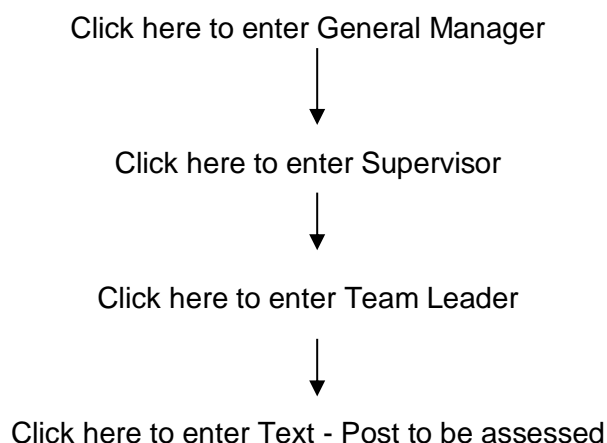 Click here to enter General Manager
Click here to enter Supervisor
Click here to enter Team Leader
Click here to enter Text - Post to be assessed